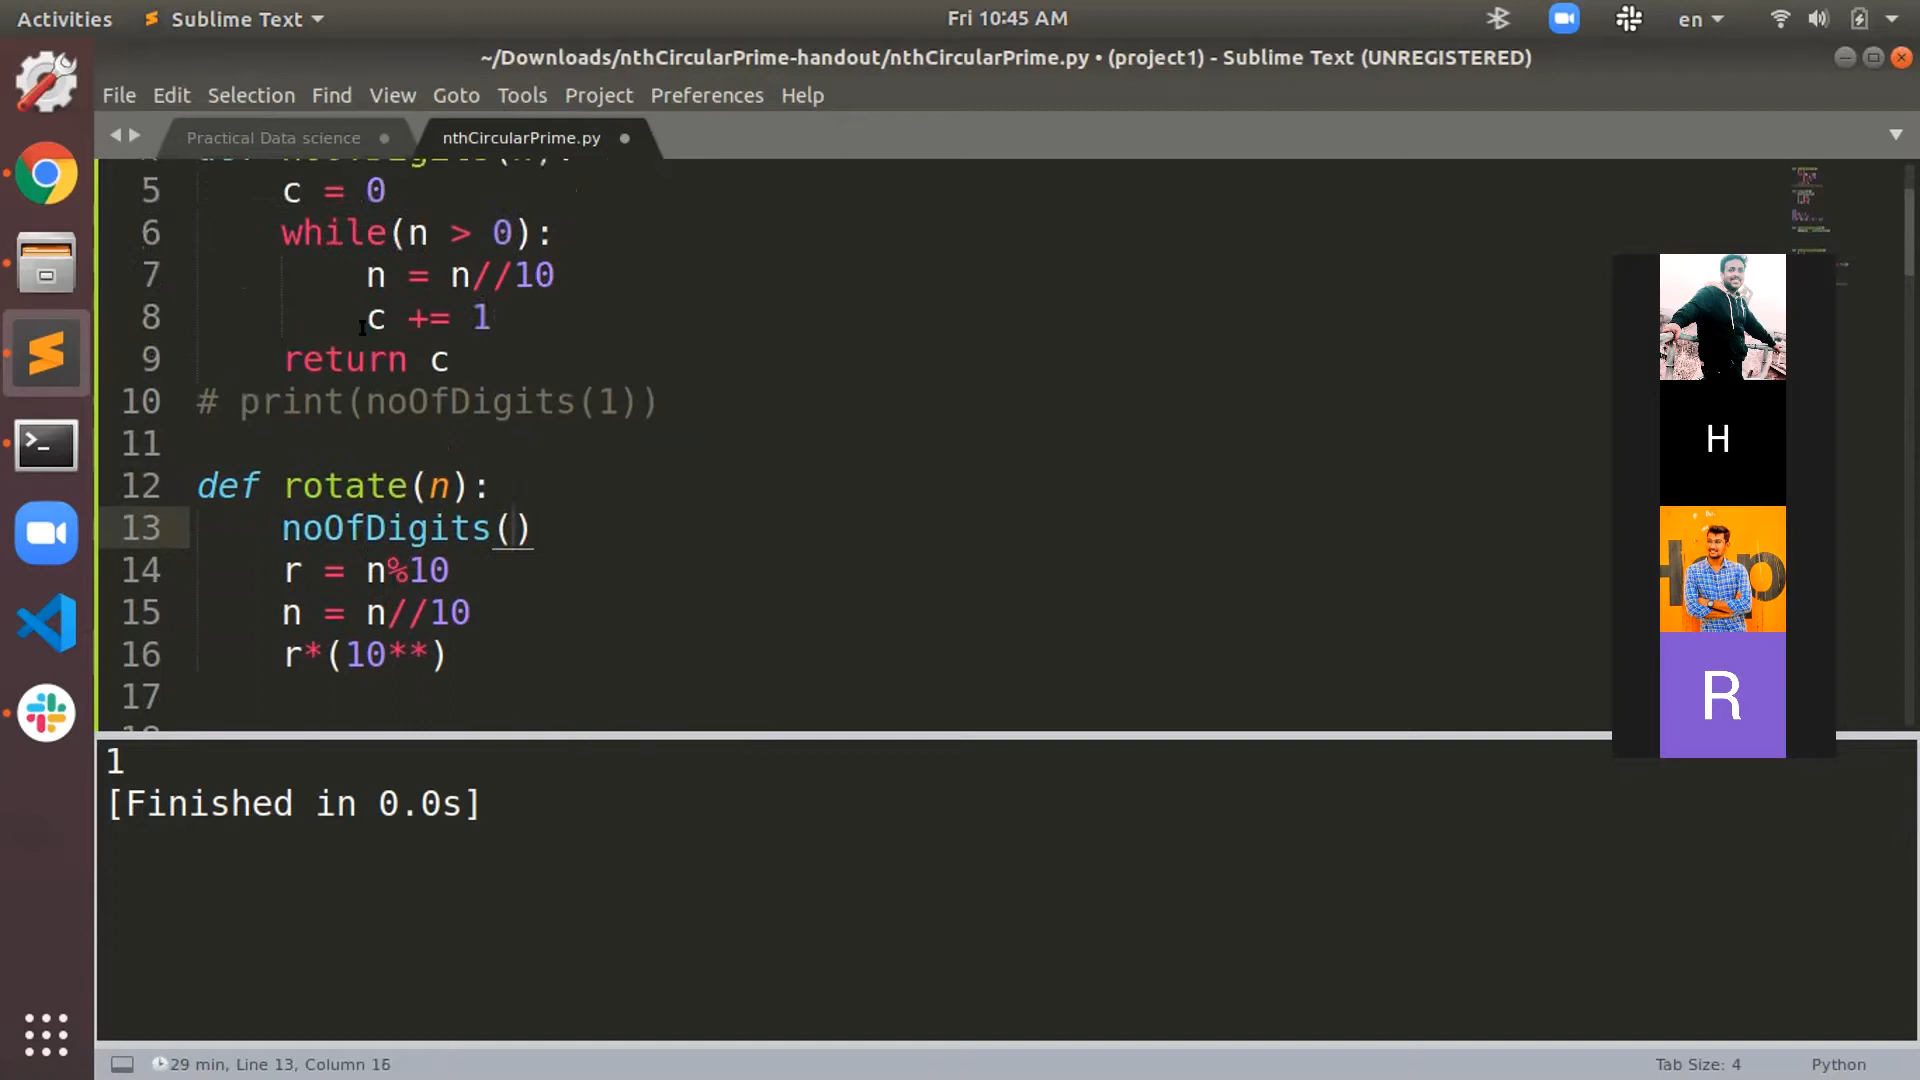 Activities
Sublime Text
Fri 10:45 AM
en
~/Downloads/nthCircularPrime-handout/nthCircularPrime.py • (project1) - Sublime Text (UNREGISTERED)
File Edit Selection Find View Goto Tools Project Preferences Help
Practical Data science
nthCircularPrime.py
5 c = 0
6 while(n > 0):
7 n = n//10
8 c += 1
9 return c
10 # print(noOfDigits(1))
11
12 def rotate(n):
13 noOfDigits()
14 r = n%10
15 n = n//10
16 r*(10**)
17
H
R
1
[Finished in 0.0s]
29 min, Line 13, Column 16
Tab Size: 4
Python